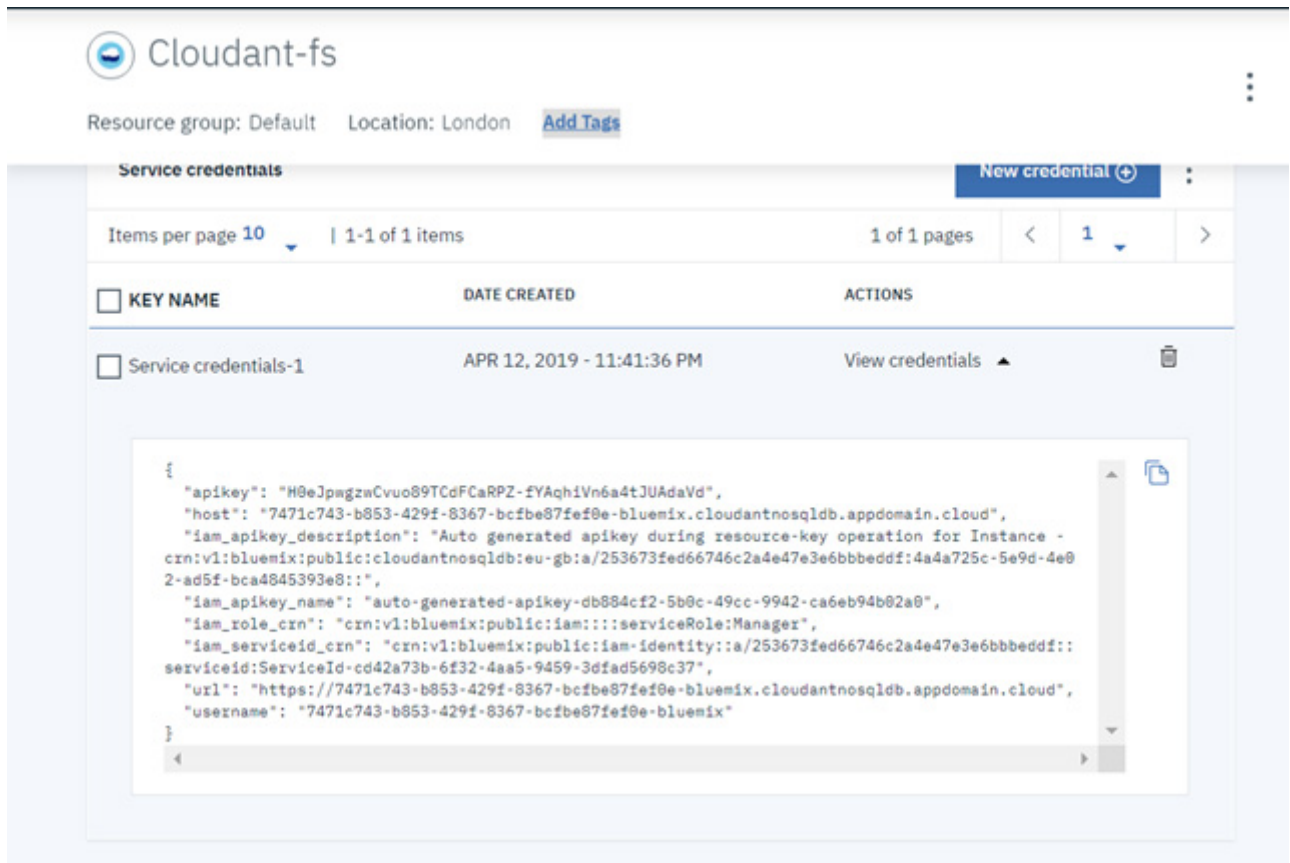 Cloudant-fs
Resource group: Default Location: London Add Tags
Service credentials New credential
Items per page 10 | 1-1 of 1 items 1 of 1 pages < 1 >
KEY NAME DATE CREATED ACTIONS
Service credentials-1 APR 12, 2019 - 11:41:36 PM View credentials
{
"apikey": "H0eJpwgzwCvuo89TCdFCaRPZ-fYAqhiVn6a4tJUAdaVd",
"host": "7471c743-b853-429f-8367-bcfbe87fef0e-bluemix.cloudantnosqldb.appdomain.cloud",
"iam_apikey_description": "Auto generated apikey during resource-key operation for Instance -
crn:v1:bluemix:public:cloudantnosqldb:eu-gb:a/253673fed66746c2a4e47e3e6bbbeddf:4a4a725c-5e9d-4e0
2-ad5f-bca4845393e8::",
"iam_apikey_name": "auto-generated-apikey-db884cf2-5b0c-49cc-9942-ca6eb94b02a0",
"iam_role_crn": "crn:v1:bluemix:public:iam::::serviceRole:Manager",
"iam_serviceid_crn": "crn:v1:bluemix:public:iam-identity::a/253673fed66746c2a4e47e3e6bbbeddf::
serviceid:ServiceId-cd42a73b-6f32-4aa5-9459-3dfad5698c37",
"url": "https://7471c743-b853-429f-8367-bcfbe87fef0e-bluemix.cloudantnosqldb.appdomain.cloud",
"username": "7471c743-b853-429f-8367-bcfbe87fef0e-bluemix"
}